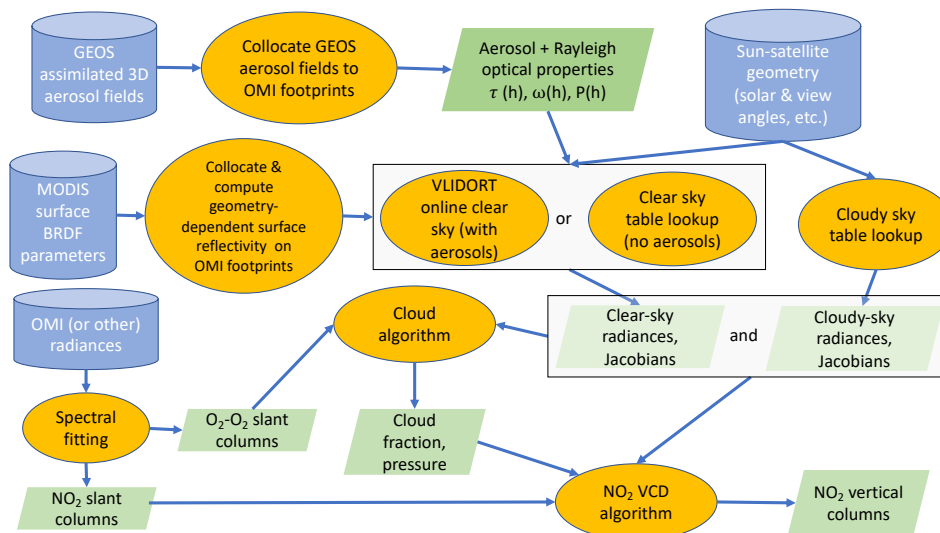 GEOS
assimilated 3D
aerosol fields
Collocate GEOS
aerosol fields to
OMI footprints
Aerosol + Rayleigh
optical properties
τ (h), ω(h), P(h)
Sun-satellite
geometry
(solar & view
angles, etc.)
MODIS
surface
BRDF
parameters
Collocate &
compute
geometry-
dependent surface
reflectivity on
OMI footprints
VLIDORT
online clear
sky (with
aerosols)
or
Clear sky
table lookup
(no aerosols)
Cloudy sky
table lookup
OMI (or other)
radiances
Cloud
algorithm
Clear-sky
radiances,
Jacobians
and
Cloudy-sky
radiances,
Jacobians
Spectral
fitting
O₂-O₂ slant
columns
Cloud
fraction,
pressure
NO₂ slant
columns
NO₂ VCD
algorithm
NO₂ vertical
columns